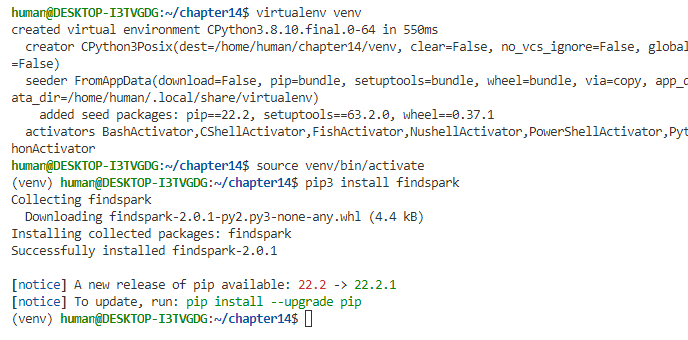 human@DESKTOP-I3TVGDG:~/chapter14$ virtualenv venv
created virtual environment CPython3.8.10.final.0-64 in 550ms
  creator CPython3Posix(dest=/home/human/chapter14/venv, clear=False, no_vcs_ignore=False, global
=False)
  seeder FromAppData(download=False, pip=bundle, setuptools=bundle, wheel=bundle, via=copy, app_d
ata_dir=/home/human/.local/share/virtualenv)
    added seed packages: pip==22.2, setuptools==63.2.0, wheel==0.37.1
  activators BashActivator,CShellActivator,FishActivator,NushellActivator,PowerShellActivator,Pyt
honActivator
human@DESKTOP-I3TVGDG:~/chapter14$ source venv/bin/activate
(venv) human@DESKTOP-I3TVGDG:~/chapter14$ pip3 install findspark
Collecting findspark
  Downloading findspark-2.0.1-py2.py3-none-any.whl (4.4 kB)
Installing collected packages: findspark
Successfully installed findspark-2.0.1

[notice] A new release of pip available: 22.2 -> 22.2.1
[notice] To update, run: pip install --upgrade pip
(venv) human@DESKTOP-I3TVGDG:~/chapter14$